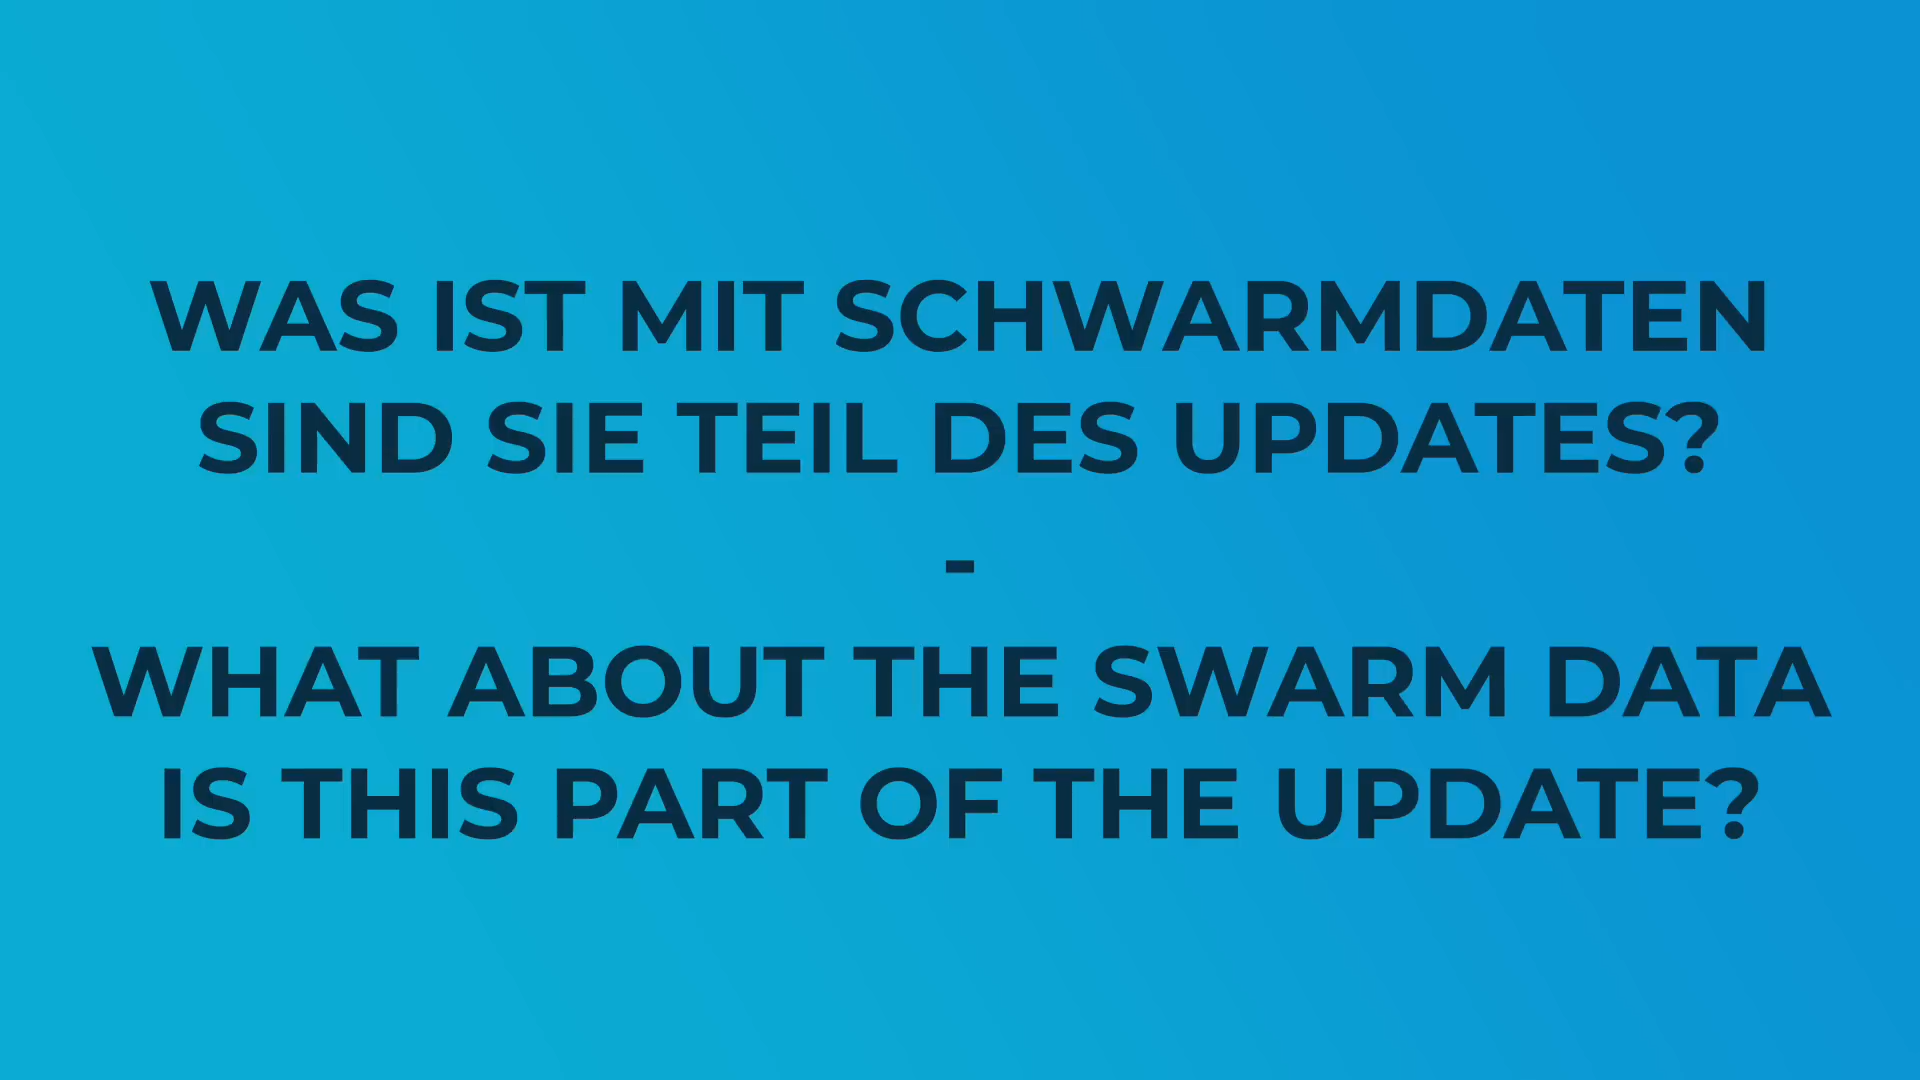 WAS IST MIT SCHWARMDATEN
SIND SIE TEIL DES UPDATES?
-
WHAT ABOUT THE SWARM DATA
IS THIS PART OF THE UPDATE?